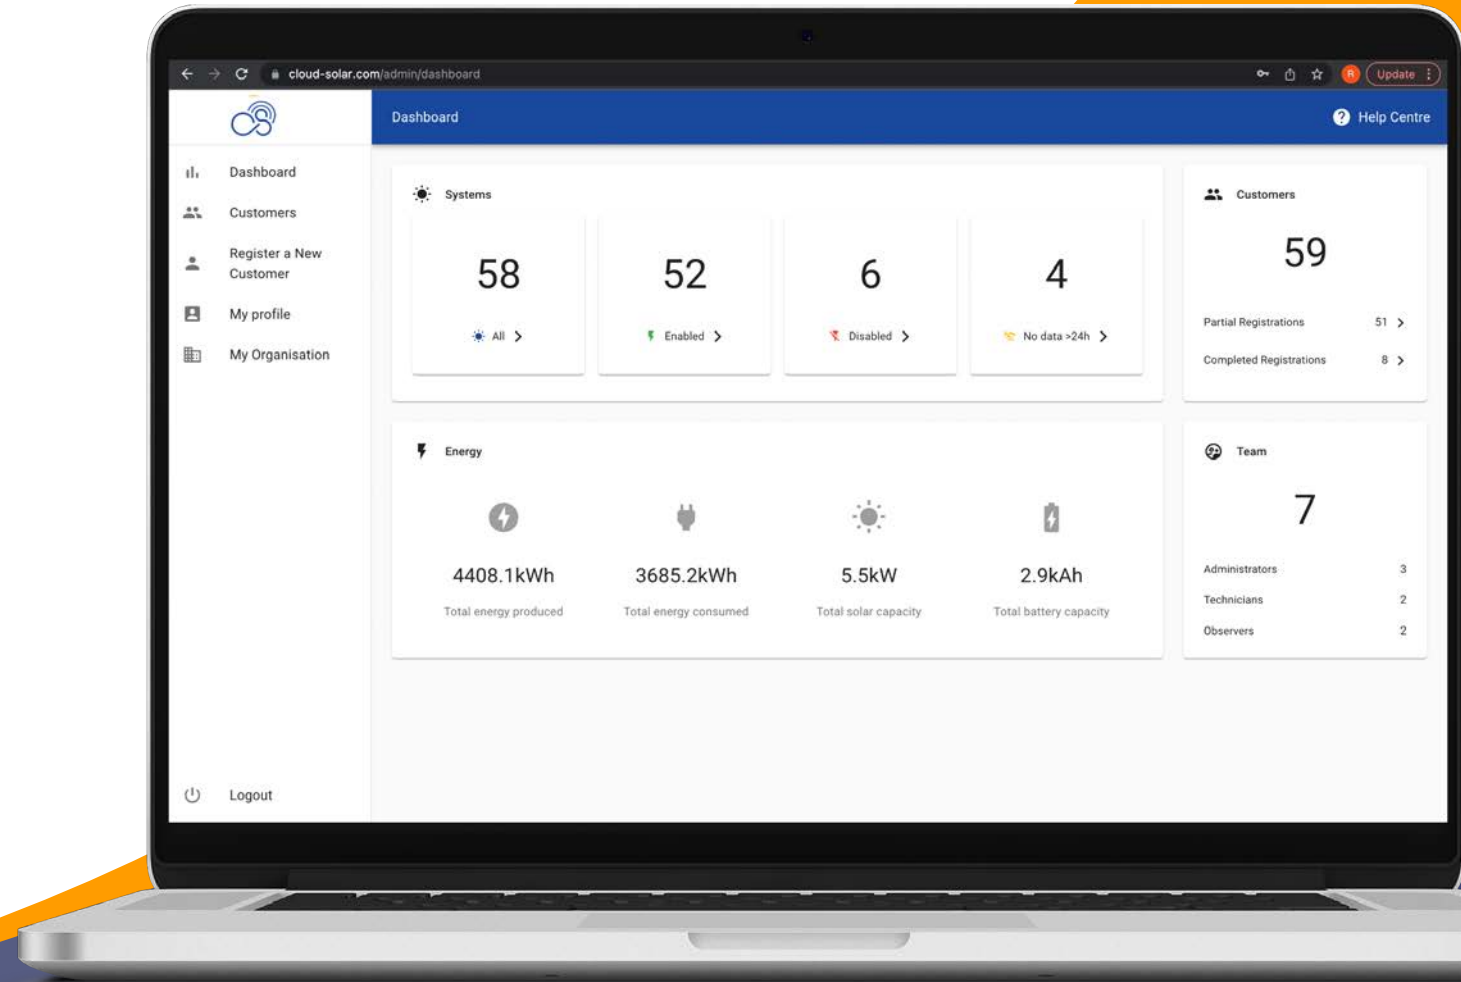 cloud-solar.com/admin/dashboard
R
Update
Dashboard
Help Centre
Dashboard
Customers
Register a New
Customer
My profile
My Organisation
Logout
Systems
58
All
52
Enabled
6
Disabled
4
No data >24h
Customers
59
Partial Registrations 51
Completed Registrations 8
Energy
4408.1kWh
Total energy produced
3685.2kWh
Total energy consumed
5.5kW
Total solar capacity
2.9kAh
Total battery capacity
Team
7
Administrators 3
Technicians 2
Observers 2